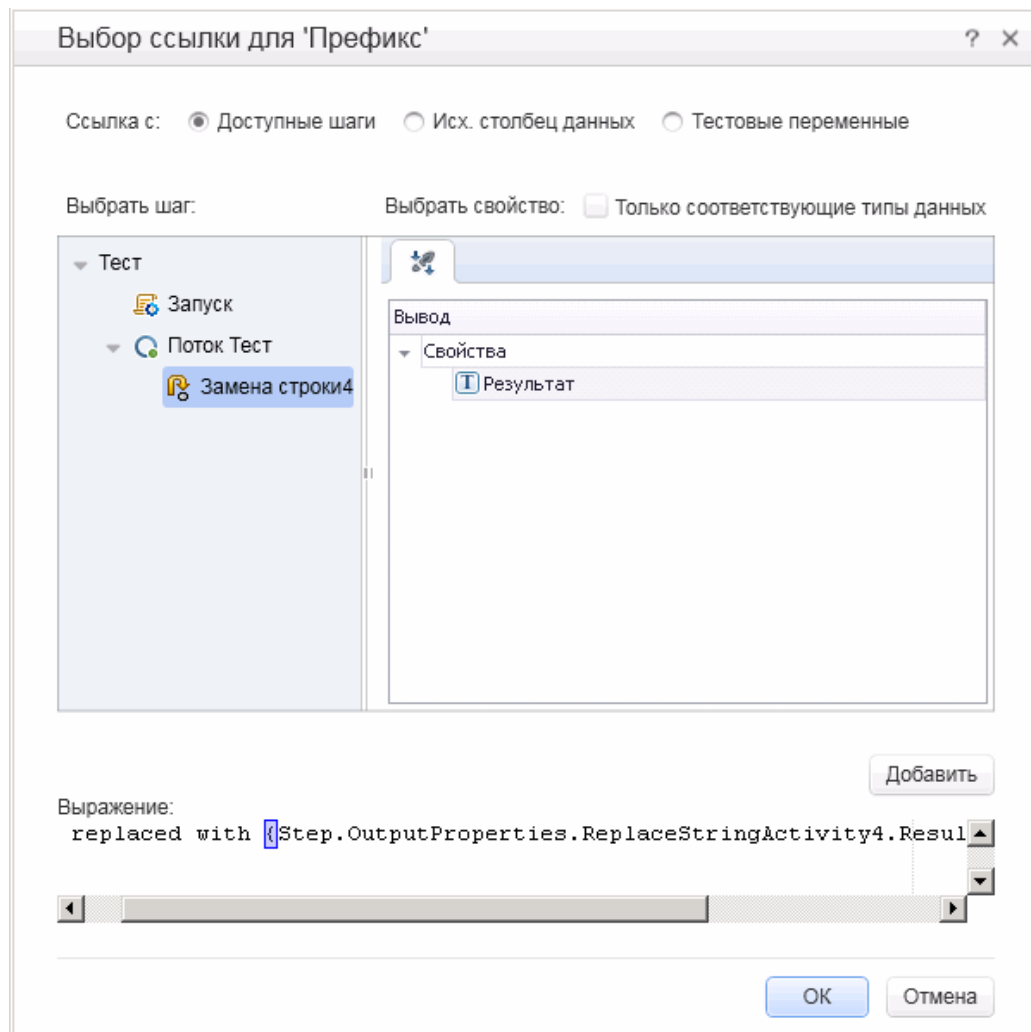 Выбор ссылки для 'Префикс' ?
Ссылка с: Доступные шаги Исх. столбец данных Тестовые переменные
Выбрать шаг: Выбрать свойство: Только соответствующие типы данных
Тест
Запуск
Поток Тест
Замена строки4
Вывод
Свойства
T Результат
Добавить
Выражение:
replaced with {Step.OutputProperties.ReplaceStringActivity4.Resul
ОК Отмена